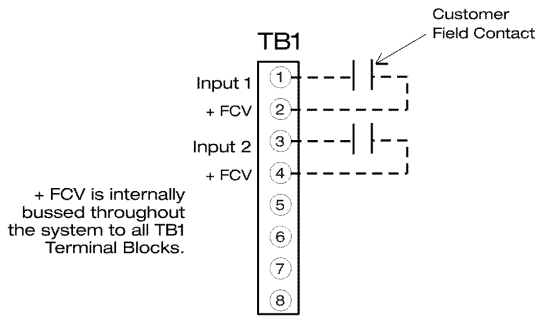 Customer
Field Contact
TB1
Input 1
1
+ FCV
2
Input 2
3
+ FCV
4
+ FCV is internally
bussed throughout
the system to all TB1
Terminal Blocks.
5
6
7
8